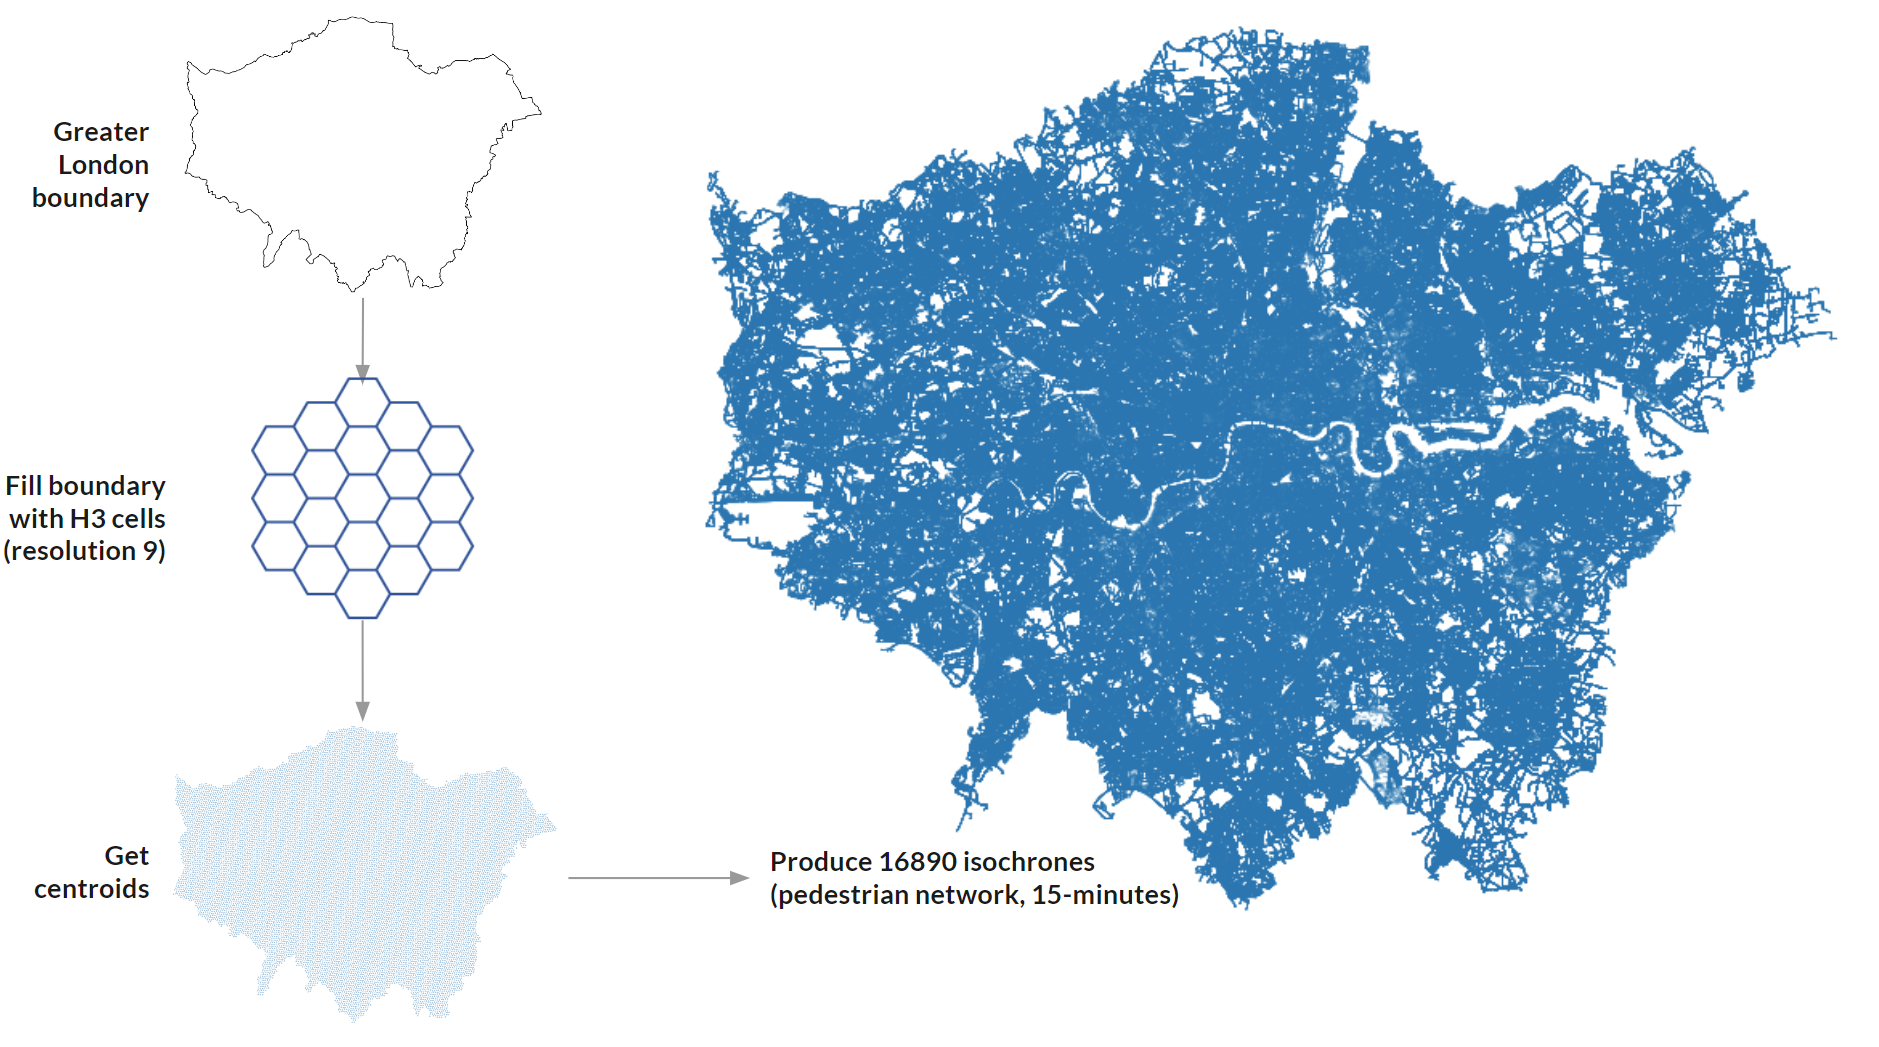 Greater
London
boundary
Fill boundary
with H3 cells
(resolution 9)
Get
centroids
Produce 16890 isochrones
(pedestrian network, 15-minutes)